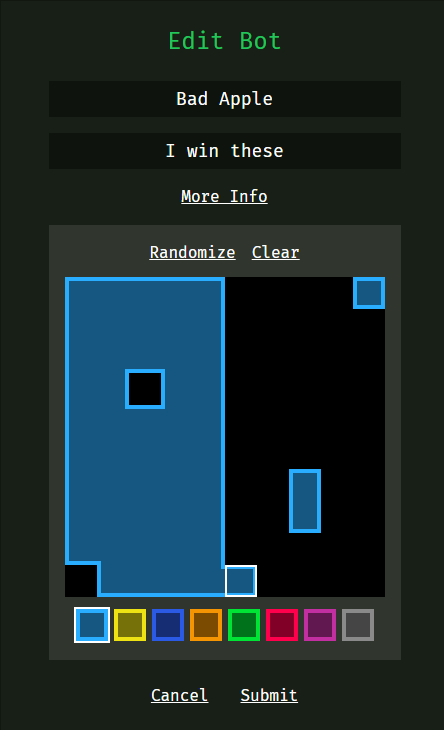 Edit Bot
Bad Apple
I win these
More Info
Randomize Clear
Cancel Submit